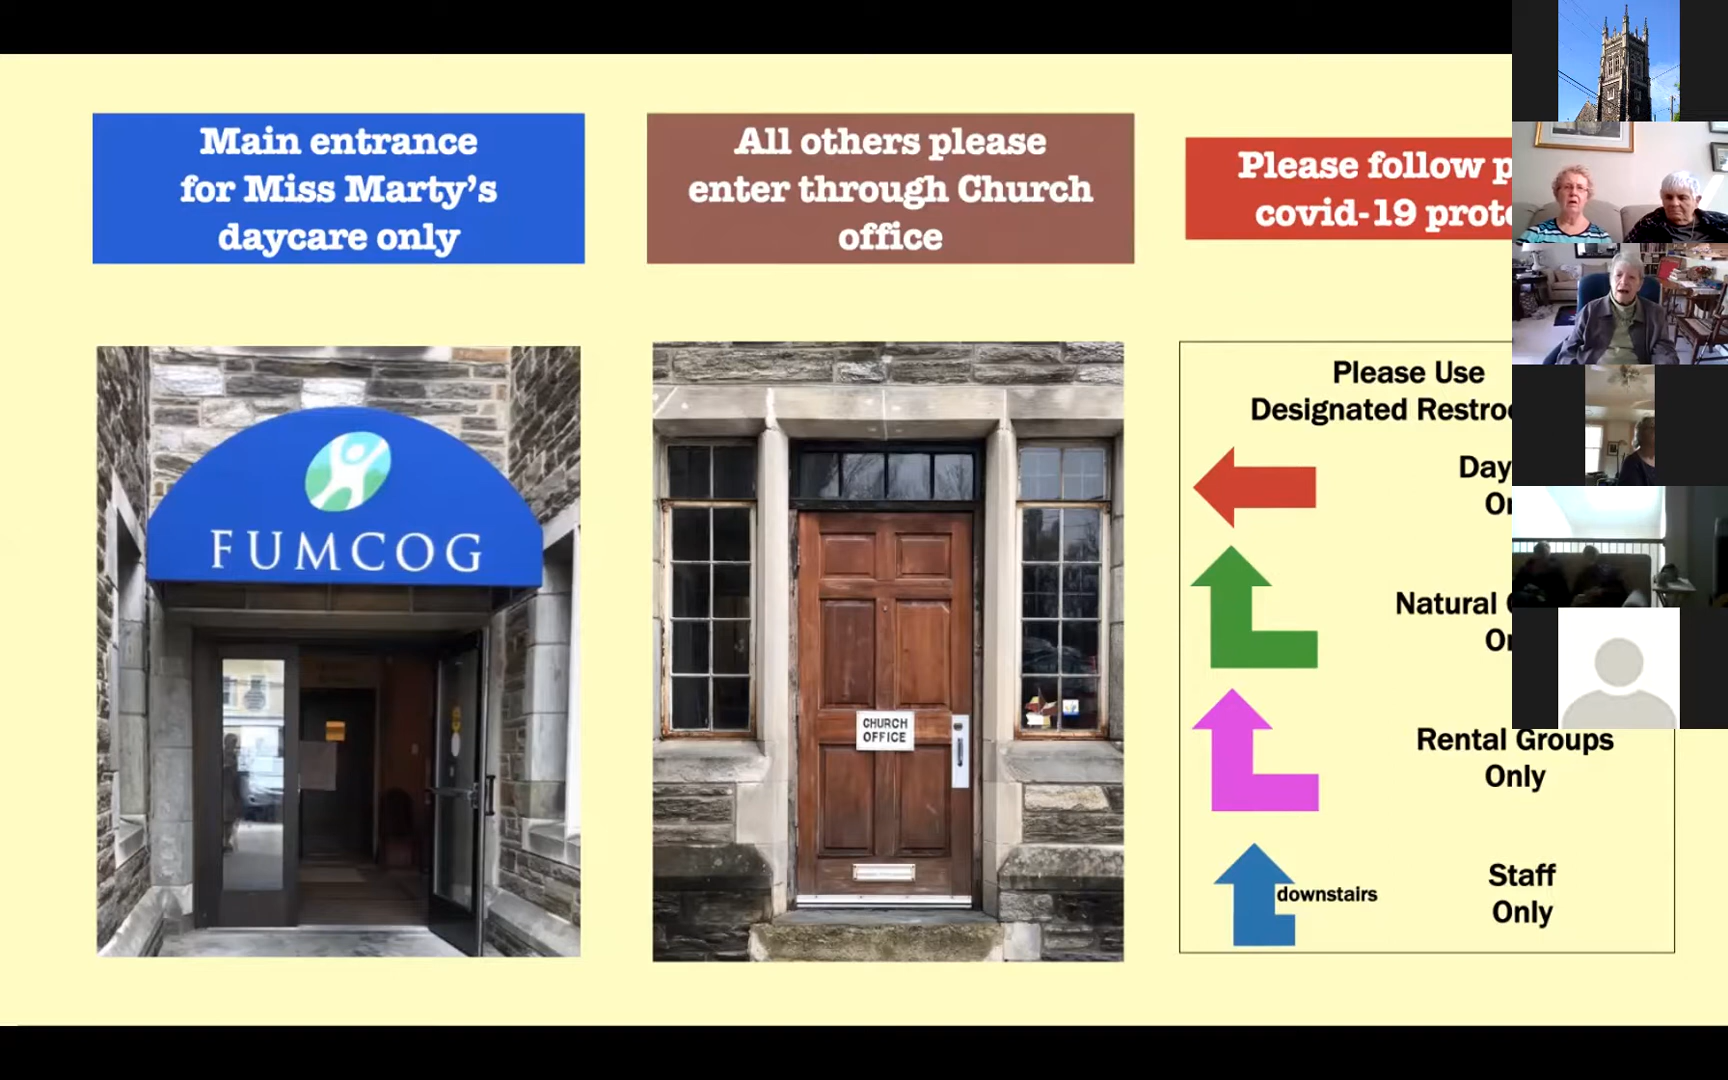 Main entrance
for Miss Marty's
daycare only
All others please
enter through Church
office
Please follow
covid-19
FUMCOG
CHURCH
OFFICE
Please Use
Designated
Natural
Rental Groups
Only
downstairs
Staff
Only